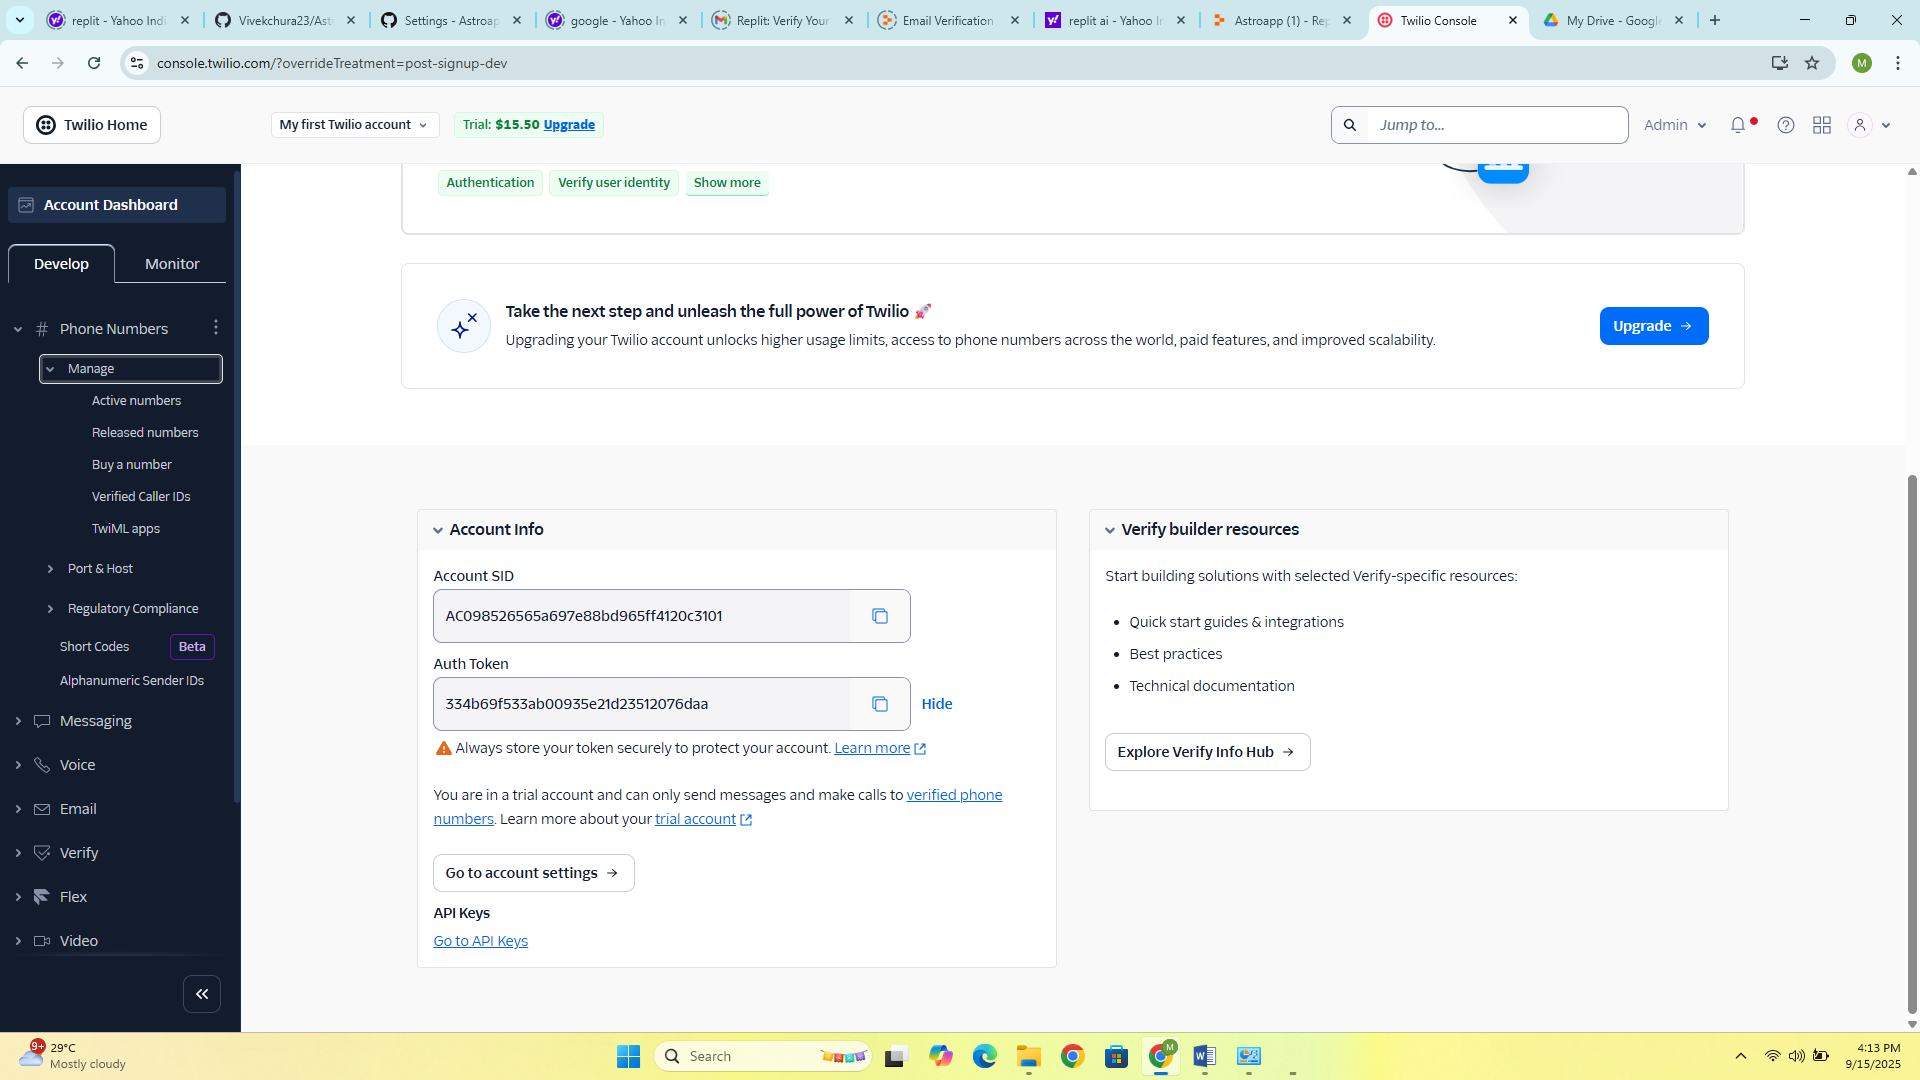 replit - Yahoo Indi
Vivekchura23/Ast
Settings - Astroap
google - Yahoo In
Replit: Verify Your
Email Verification
replit ai - Yahoo In
Astroapp (1) - Rep
Twilio Console
My Drive - Google
console.twilio.com/?overrideTreatment=post-signup-dev
M
Twilio Home
My first Twilio account
Trial: $15.50 Upgrade
Jump to...
Admin
Account Dashboard
Develop
Monitor
Phone Numbers
Manage
Active numbers
Released numbers
Buy a number
Verified Caller IDs
TwiML apps
Port & Host
Regulatory Compliance
Short Codes
Beta
Alphanumeric Sender IDs
Messaging
Voice
Email
Verify
Flex
Video
Authentication
Verify user identity
Show more
Take the next step and unleash the full power of Twilio 🚀
Upgrading your Twilio account unlocks higher usage limits, access to phone numbers across the world, paid features, and improved scalability.
Upgrade
Account Info
Account SID
AC098526565a697e88bd965ff4120c3101
Auth Token
334b69f533ab00935e21d23512076daa
Hide
Always store your token securely to protect your account. Learn more
You are in a trial account and can only send messages and make calls to verified phone
numbers. Learn more about your trial account
Go to account settings
API Keys
Go to API Keys
Verify builder resources
Start building solutions with selected Verify-specific resources:
• Quick start guides & integrations
• Best practices
• Technical documentation
Explore Verify Info Hub
9+
29°C
Mostly cloudy
Search
M
4:13 PM
9/15/2025